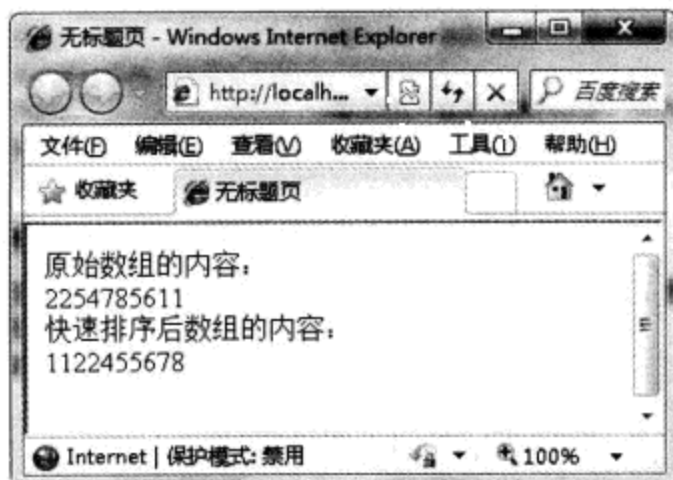 无标题页 - Windows Internet Explorer
http://localh...
百度搜索
文件(F) 编辑(E) 查看(V) 收藏夹(A) 工具(T) 帮助(H)
收藏夹 无标题页
原始数组的内容：
2254785611
快速排序后数组的内容：
1122455678
Internet | 保护模式: 禁用 100%